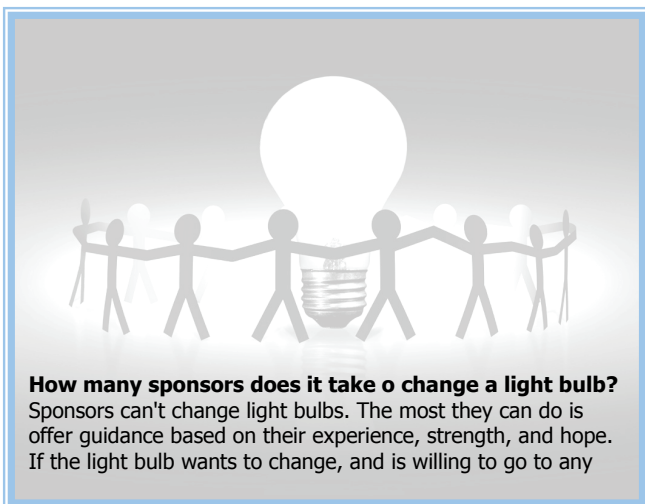 How many sponsors does it take o change a light bulb?
Sponsors can't change light bulbs. The most they can do is
offer guidance based on their experience, strength, and hope.
If the light bulb wants to change, and is willing to go to any